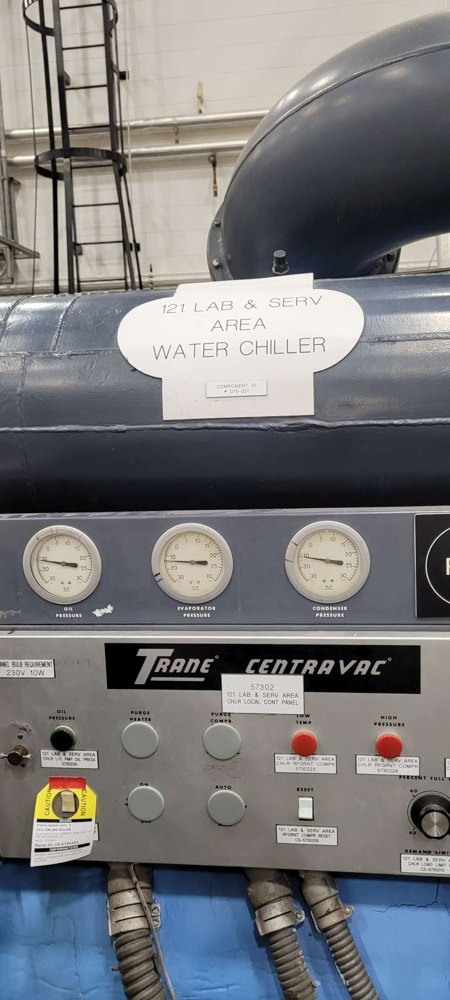 121 LAB & SERV
AREA
WATER CHILLER
COMPONENT ID
# 075-021
30 20 10 0 5 10 15 20 25 30
OIL
PRESSURE
30 20 10 0 5 10 15 20 25 30
EVAPORATOR
PRESSURE
30 20 10 0 5 10 15 20 25 30
CONDENSER
PRESSURE
ANEL BULB REQUIREMENT
230V 10W
TRANE CENTRAVAC
57302
121 LAB & SERV AREA
CHLR LOCAL CONT PANEL
OIL
PRESSURE
PURGE
HEATER
PURGE
COMPR.
LOW
TEMP.
HIGH
PRESSURE
121 LAB & SERV AREA
CHLR L/O PMP OIL PRESS
5730204
121 LAB & SERV AREA
CHLR RFGRNT COMPR
5730223
121 LAB & SERV AREA
CHLR RFGRNT COMPR
5730224
PERCENT FULL
60
40
ON
OFF
AUTO
RESET
121 LAB & SERV AREA
RFGRNT COMPR RESET
CS-5730205
DEMAND LIMIT
121 LAB & SERV A
CHLR LOAD LIMIT
CS-5730210
CAUTION
CAUTION
SECURE
Prairie Island Unit: 0
2022 ONLINE-001258
Equip ID: CS-5730203
INFORMATION